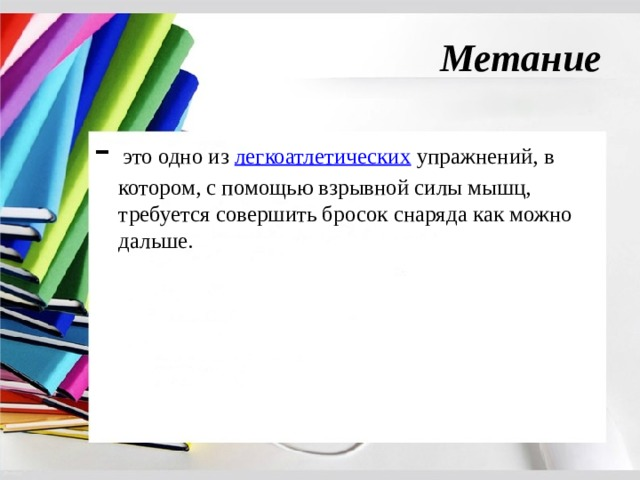 Метание
- это одно из легкоатлетических упражнений, в
котором, с помощью взрывной силы мышц,
требуется совершить бросок снаряда как можно
дальше.